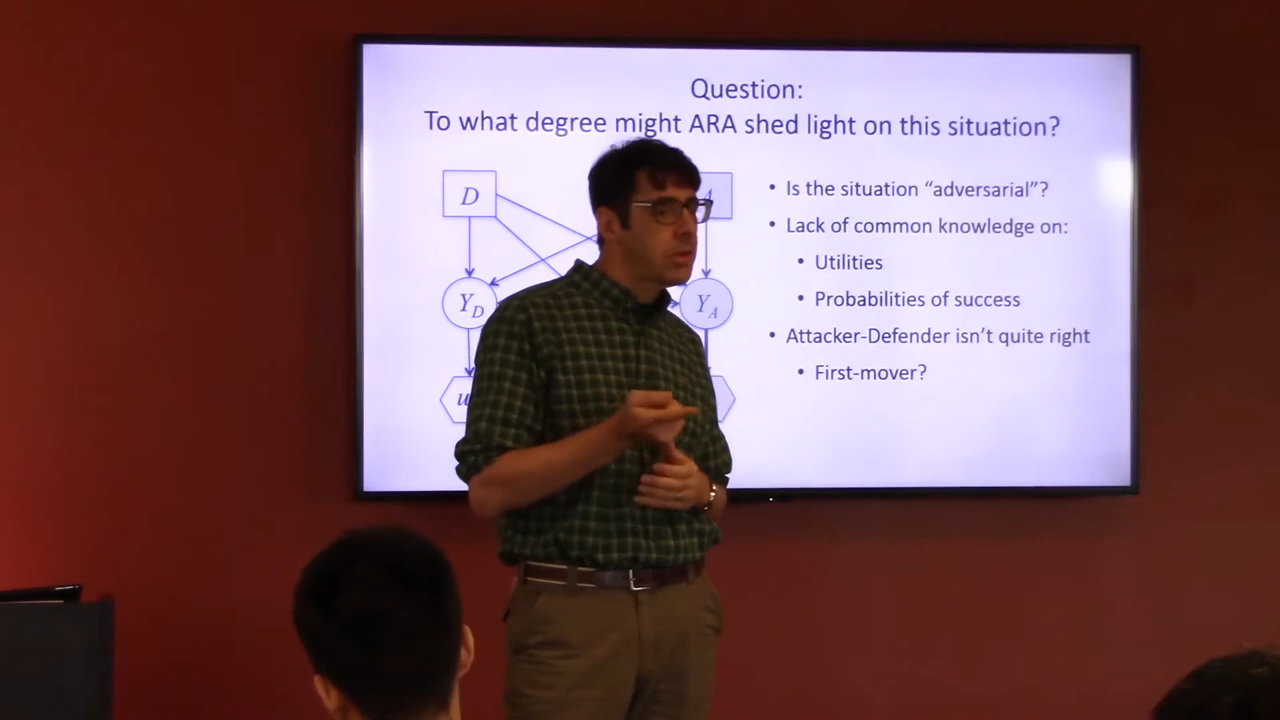 Question:
To what degree might ARA shed light on this situation?
D
A
• Is the situation “adversarial”?
• Lack of common knowledge on:
• Utilities
Y_D
Y_A
• Probabilities of success
• Attacker-Defender isn’t quite right
• First-mover?
u